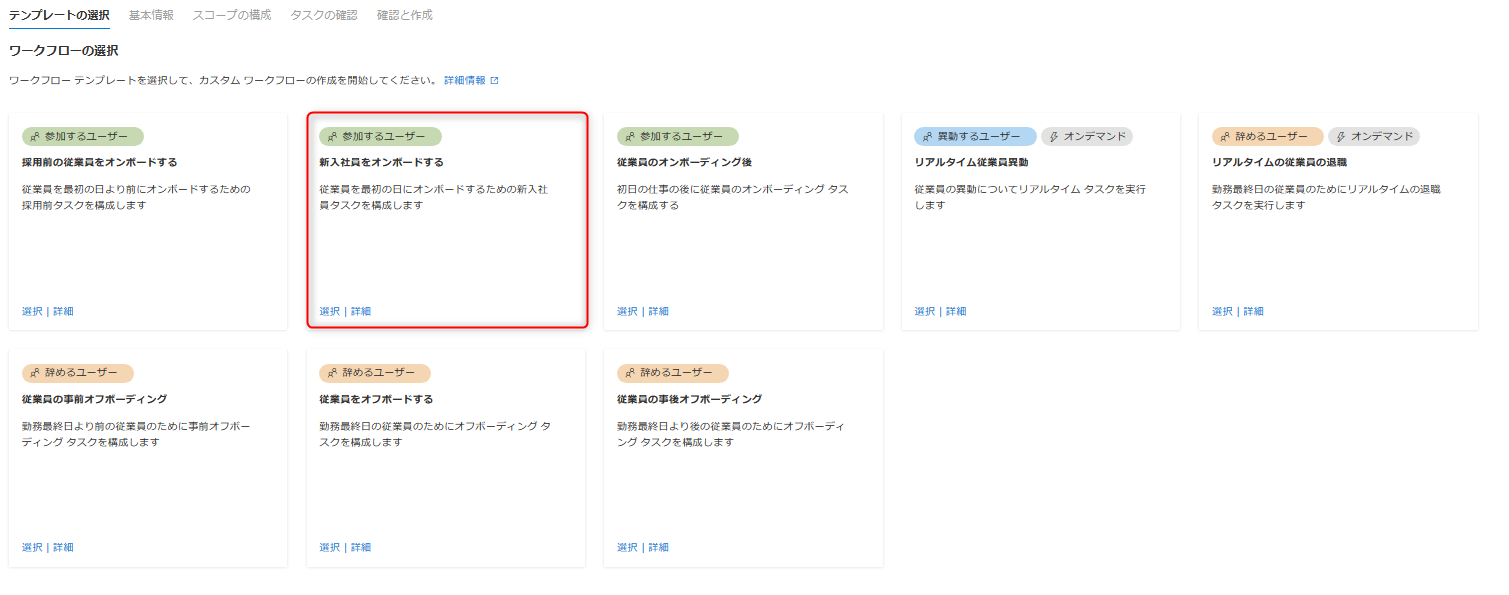 テンプレートの選択 基本情報 スコープの構成 タスクの確認 確認と作成
ワークフローの選択
ワークフロー テンプレートを選択して、カスタム ワークフローの作成を開始してください。 詳細情報
参加するユーザー
採用前の従業員をオンボードする
従業員を最初の日より前にオンボードするための
採用前タスクを構成します
選択 | 詳細
参加するユーザー
新入社員をオンボードする
従業員を最初の日にオンボードするための新入社
員タスクを構成します
選択 | 詳細
参加するユーザー
従業員のオンボーディング後
初日の仕事の後に従業員のオンボーディング タス
クを構成する
選択 | 詳細
異動するユーザー オンデマンド
リアルタイム従業員異動
従業員の異動についてリアルタイム タスクを実行
します
選択 | 詳細
辞めるユーザー オンデマンド
リアルタイムの従業員の退職
勤務最終日の従業員のためにリアルタイムの退職
タスクを実行します
選択 | 詳細
辞めるユーザー
従業員の事前オフボーディング
勤務最終日より前の従業員のために事前オフボー
ディング タスクを構成します
選択 | 詳細
辞めるユーザー
従業員をオフボードする
勤務最終日の従業員のためにオフボーディング タ
スクを構成します
選択 | 詳細
辞めるユーザー
従業員の事後オフボーディング
勤務最終日より後の従業員のためにオフボーディ
ング タスクを構成します
選択 | 詳細